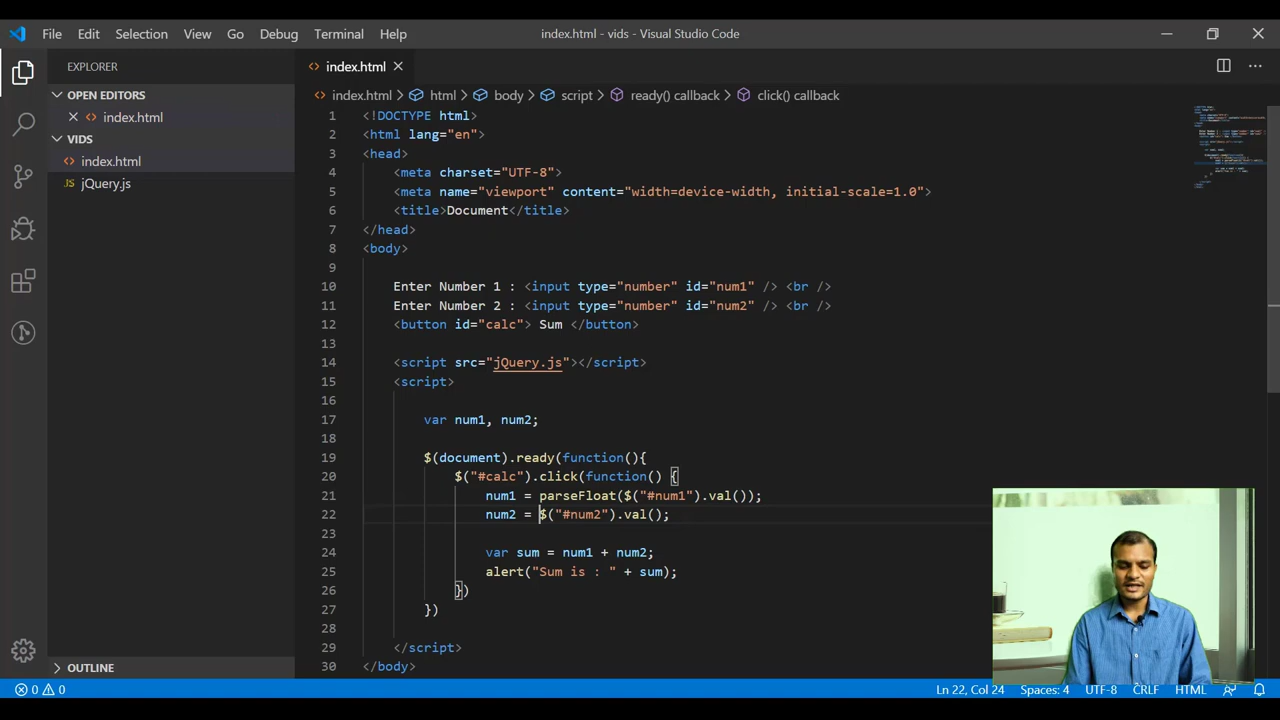 File Edit Selection View Go Debug Terminal Help
index.html - vids - Visual Studio Code
EXPLORER
OPEN EDITORS
index.html
VIDS
index.html
JS jQuery.js
OUTLINE
index.html
index.html > html > body > script > ready() callback > click() callback
1 <!DOCTYPE html>
2 <html lang="en">
3 <head>
4 <meta charset="UTF-8">
5 <meta name="viewport" content="width=device-width, initial-scale=1.0">
6 <title>Document</title>
7 </head>
8 <body>
9
10 Enter Number 1 : <input type="number" id="num1" /> <br />
11 Enter Number 2 : <input type="number" id="num2" /> <br />
12 <button id="calc"> Sum </button>
13
14 <script src="jQuery.js"></script>
15 <script>
16
17 var num1, num2;
18
19 $(document).ready(function(){
20 $("#calc").click(function() {
21 num1 = parseFloat($("#num1").val());
22 num2 = $("#num2").val();
23
24 var sum = num1 + num2;
25 alert("Sum is : " + sum);
26 })
27 })
28
29 </script>
30 </body>
0 0
Ln 22, Col 24 Spaces: 4 UTF-8 CRLF HTML